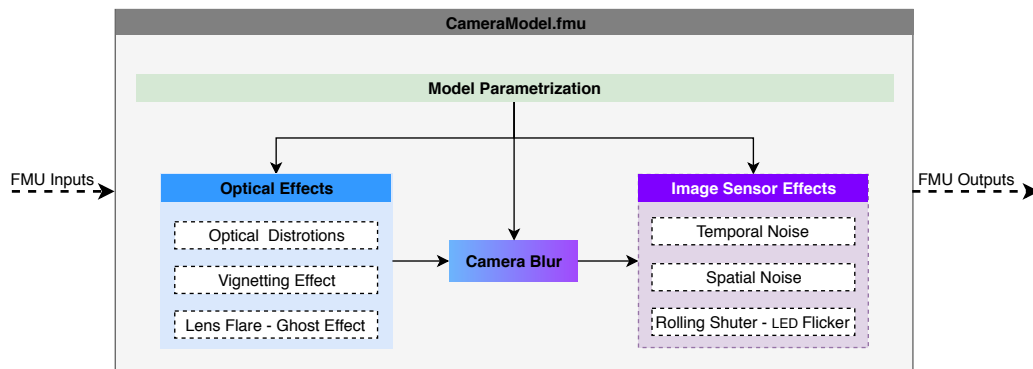 CameraModel.fmu
Model Parametrization
FMU Inputs
FMU Outputs
Optical Effects
Optical Distrotions
Vignetting Effect
Lens Flare - Ghost Effect
Camera Blur
Image Sensor Effects
Temporal Noise
Spatial Noise
Rolling Shuter - LED Flicker